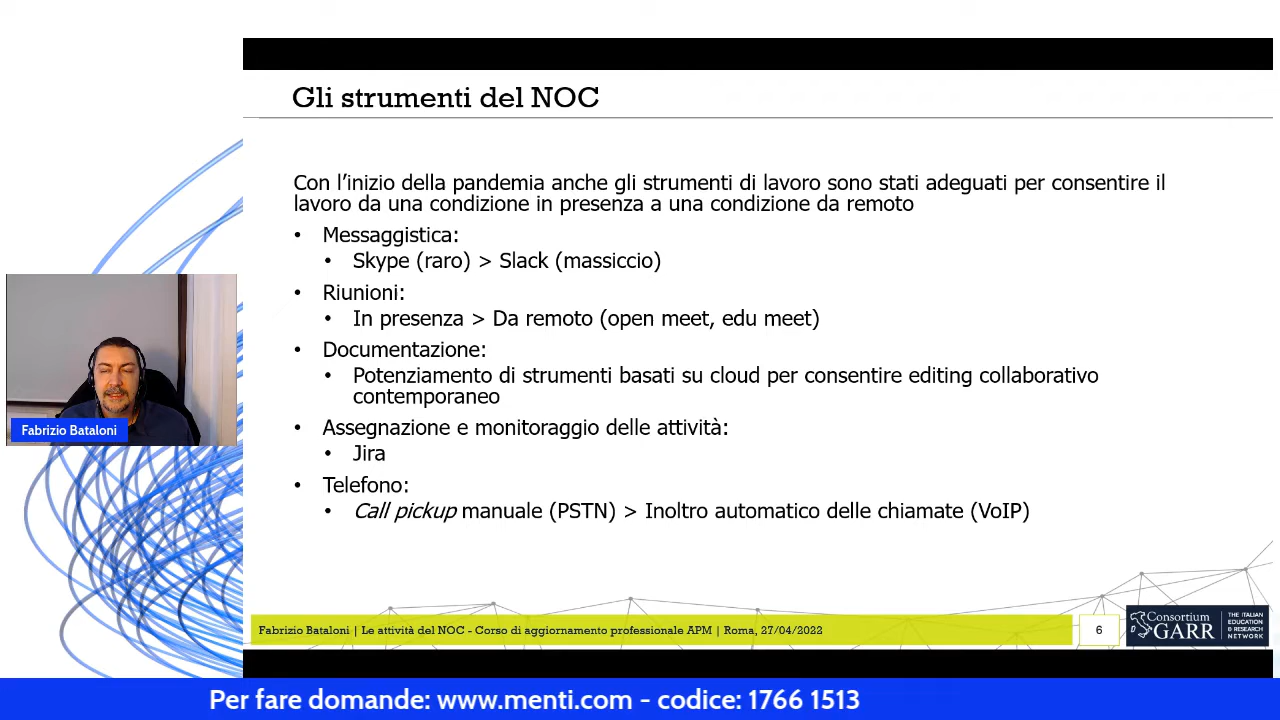 Gli strumenti del NOC
Con l’inizio della pandemia anche gli strumenti di lavoro sono stati adeguati per consentire il
lavoro da una condizione in presenza a una condizione da remoto
• Messaggistica:
• Skype (raro) > Slack (massiccio)
• Riunioni:
• In presenza > Da remoto (open meet, edu meet)
• Documentazione:
• Potenziamento di strumenti basati su cloud per consentire editing collaborativo
contemporaneo
• Assegnazione e monitoraggio delle attività:
• Jira
• Telefono:
• Call pickup manuale (PSTN) > Inoltro automatico delle chiamate (VoIP)
Fabrizio Bataloni
Fabrizio Bataloni | Le attività del NOC - Corso di aggiornamento professionale APM | Roma, 27/04/2022
6
Consortium
GARR
THE ITALIAN
EDUCATION
& RESEARCH
NETWORK
Per fare domande: www.menti.com - codice: 1766 1513